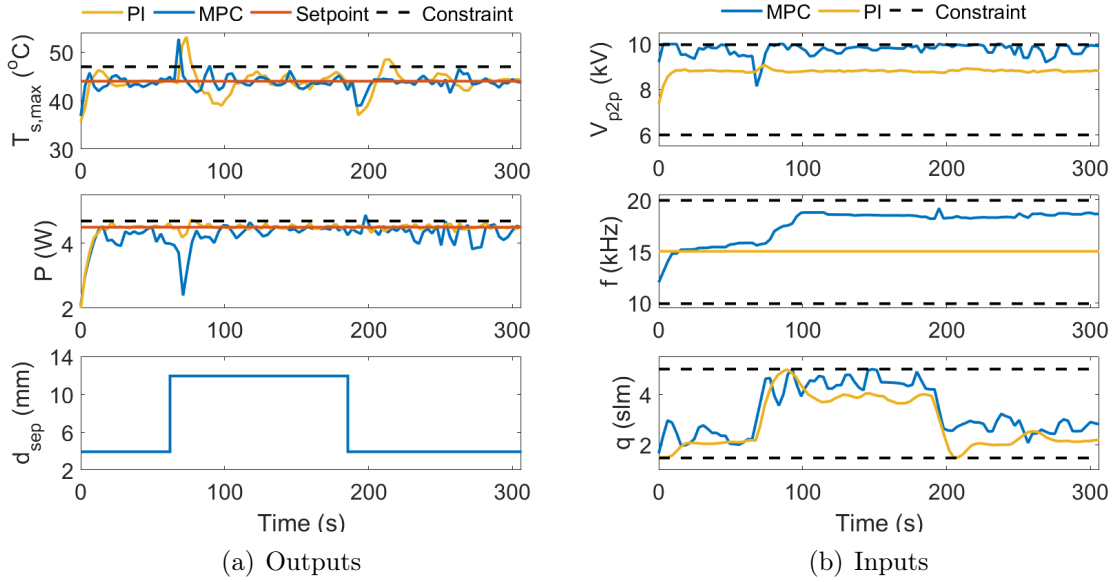 PI MPC Setpoint Constraint
T_s,max (°C)
50
40
30
0 100 200 300
P (W)
4
2
0 100 200 300
d_sep (mm)
14
10
6
2
0 100 200 300
Time (s)
(a) Outputs
MPC PI Constraint
V_p2p (kV)
10
8
6
0 100 200 300
f (kHz)
20
15
10
0 100 200 300
q (slm)
4
2
0 100 200 300
Time (s)
(b) Inputs